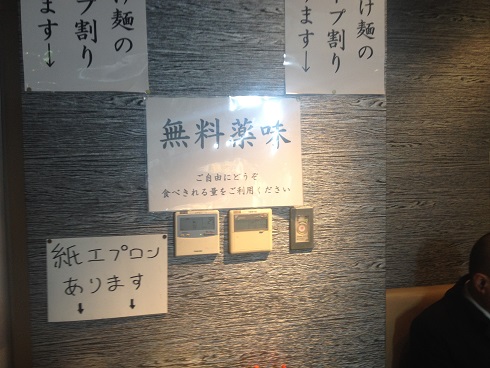 け麺の
プ割り
ます↓
け麺の
ープ割り
ります↓
無料薬味
ご自由にどうぞ
食べきれる量をご利用ください
紙エプロン
あります
↓ ↓